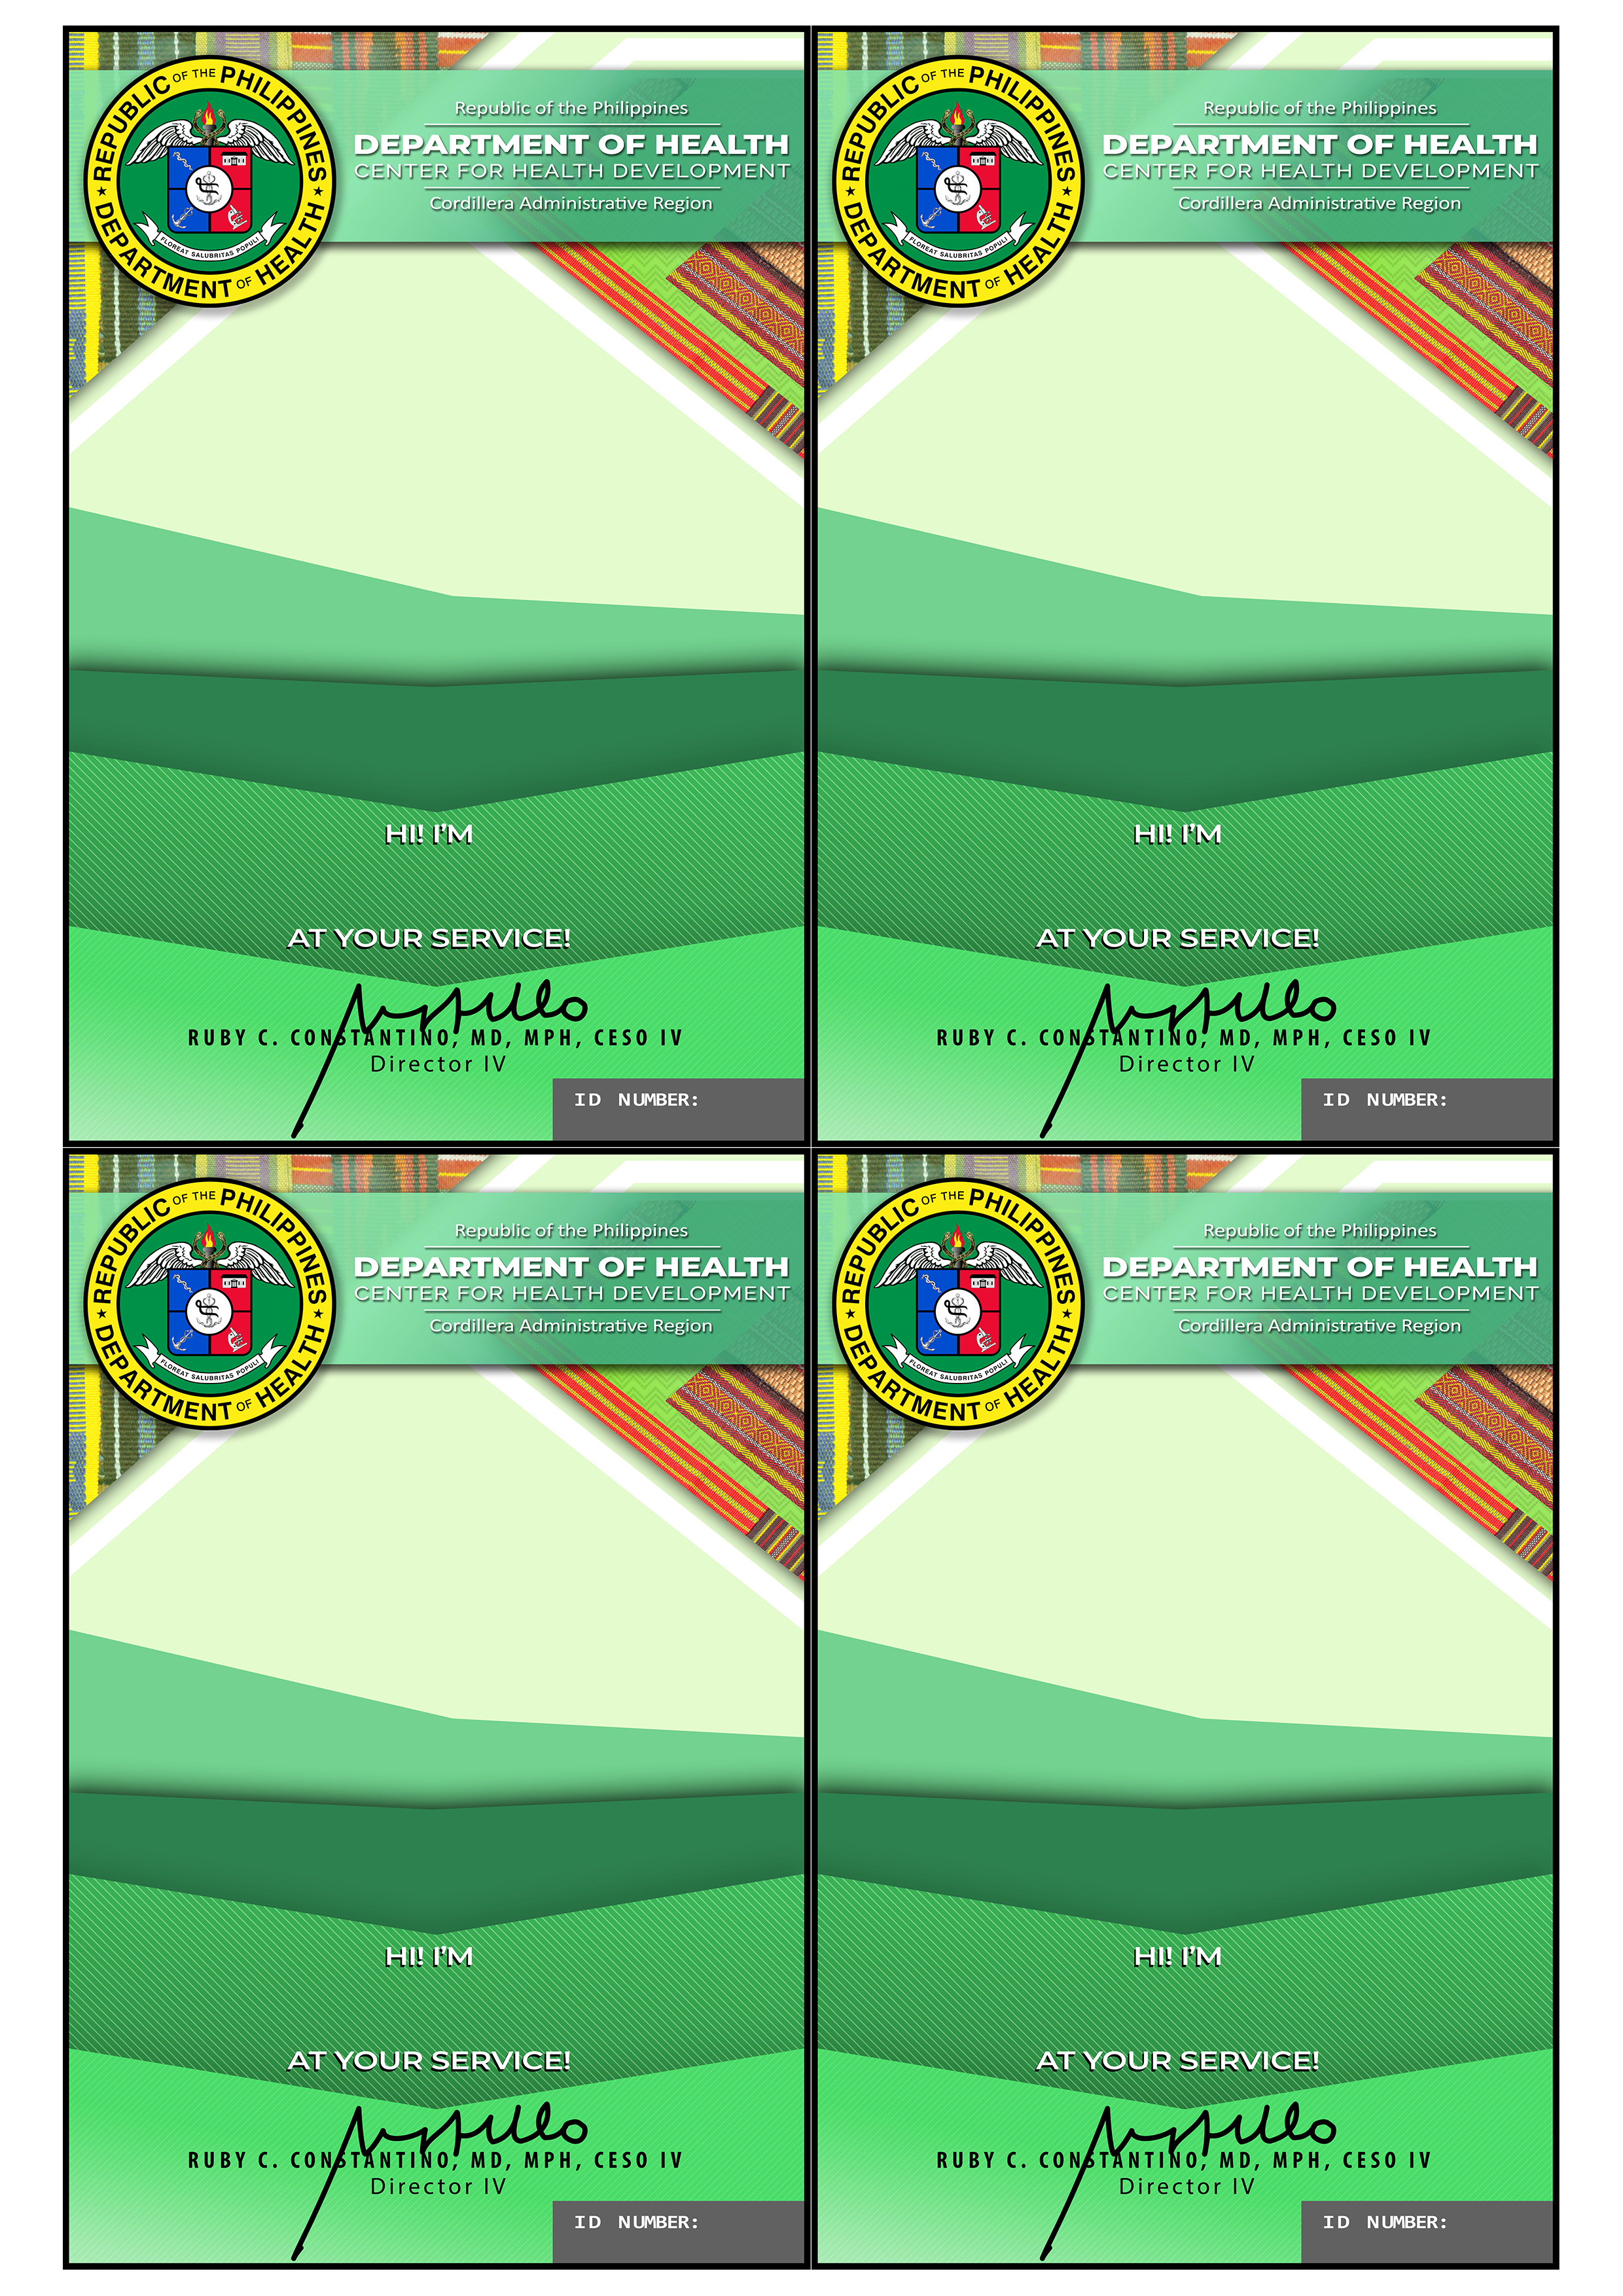 REPUBLIC OF THE PHILIPPINES
DEPARTMENT OF HEALTH
FLOREAT SALUBRITAS POPULI
Republic of the Philippines
DEPARTMENT OF HEALTH
CENTER FOR HEALTH DEVELOPMENT
Cordillera Administrative Region
HI! I'M
AT YOUR SERVICE!
RUBY C. CONSTANTINO, MD, MPH, CESO IV
Director IV
ID NUMBER:
REPUBLIC OF THE PHILIPPINES
DEPARTMENT OF HEALTH
FLOREAT SALUBRITAS POPULI
Republic of the Philippines
DEPARTMENT OF HEALTH
CENTER FOR HEALTH DEVELOPMENT
Cordillera Administrative Region
HI! I'M
AT YOUR SERVICE!
RUBY C. CONSTANTINO, MD, MPH, CESO IV
Director IV
ID NUMBER:
REPUBLIC OF THE PHILIPPINES
DEPARTMENT OF HEALTH
FLOREAT SALUBRITAS POPULI
Republic of the Philippines
DEPARTMENT OF HEALTH
CENTER FOR HEALTH DEVELOPMENT
Cordillera Administrative Region
HI! I'M
AT YOUR SERVICE!
RUBY C. CONSTANTINO, MD, MPH, CESO IV
Director IV
ID NUMBER:
REPUBLIC OF THE PHILIPPINES
DEPARTMENT OF HEALTH
FLOREAT SALUBRITAS POPULI
Republic of the Philippines
DEPARTMENT OF HEALTH
CENTER FOR HEALTH DEVELOPMENT
Cordillera Administrative Region
HI! I'M
AT YOUR SERVICE!
RUBY C. CONSTANTINO, MD, MPH, CESO IV
Director IV
ID NUMBER: